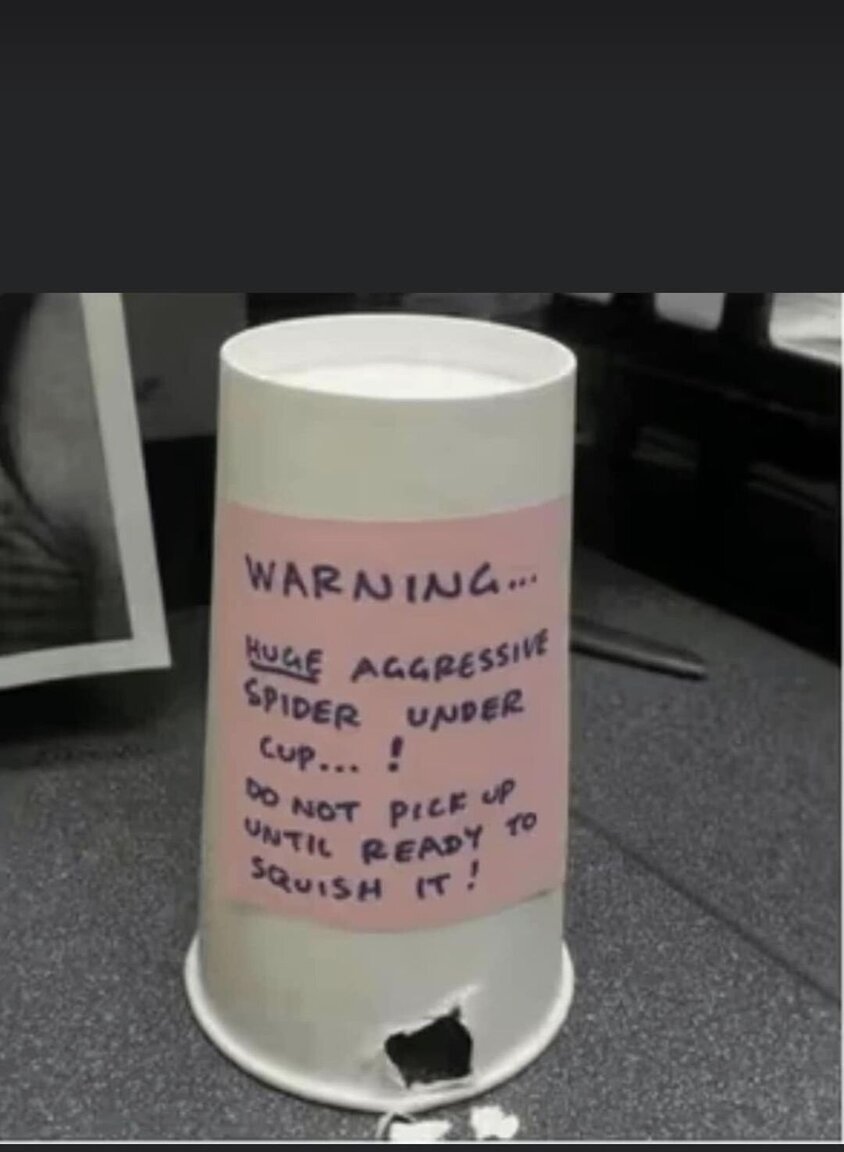 WARNING...
HUGE AGGRESSIVE
SPIDER UNDER
CUP... !
DO NOT PICK UP
UNTIL READY TO
SQUISH IT!